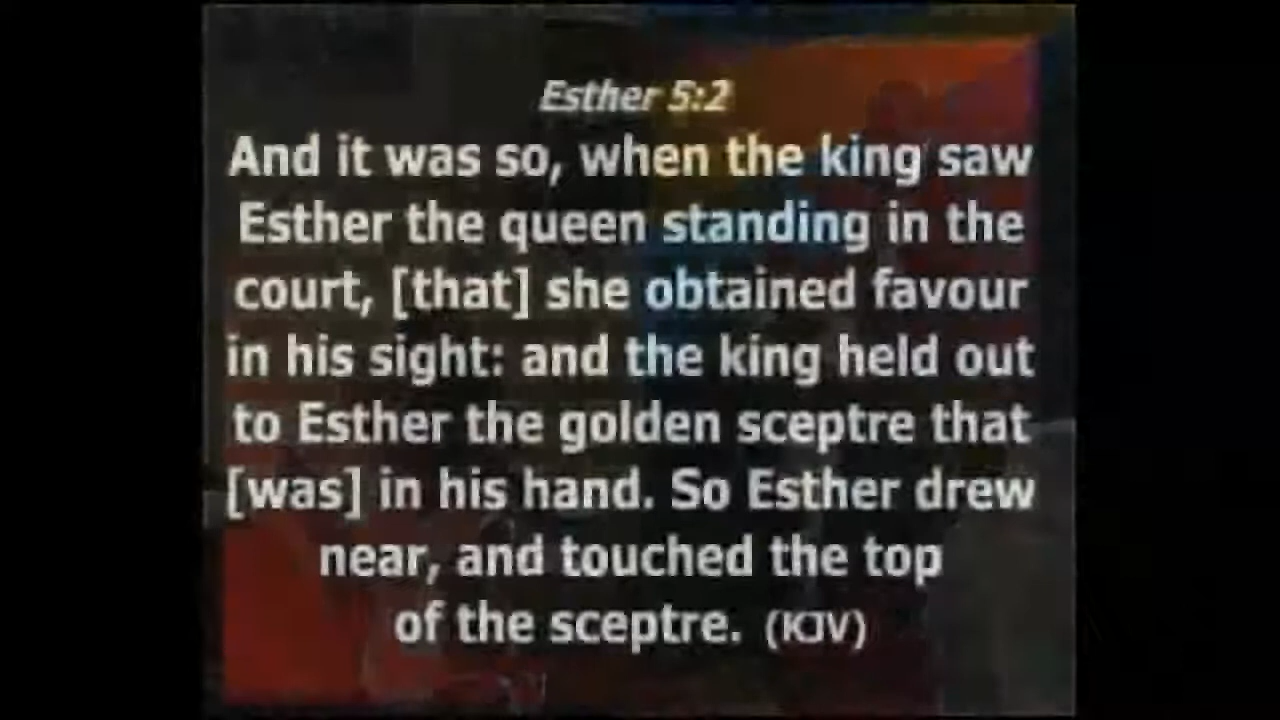 Esther 5:2
And it was so, when the king saw
Esther the queen standing in the
court, [that] she obtained favour
in his sight: and the king held out
to Esther the golden sceptre that
[was] in his hand. So Esther drew
near, and touched the top
of the sceptre. (KJV)